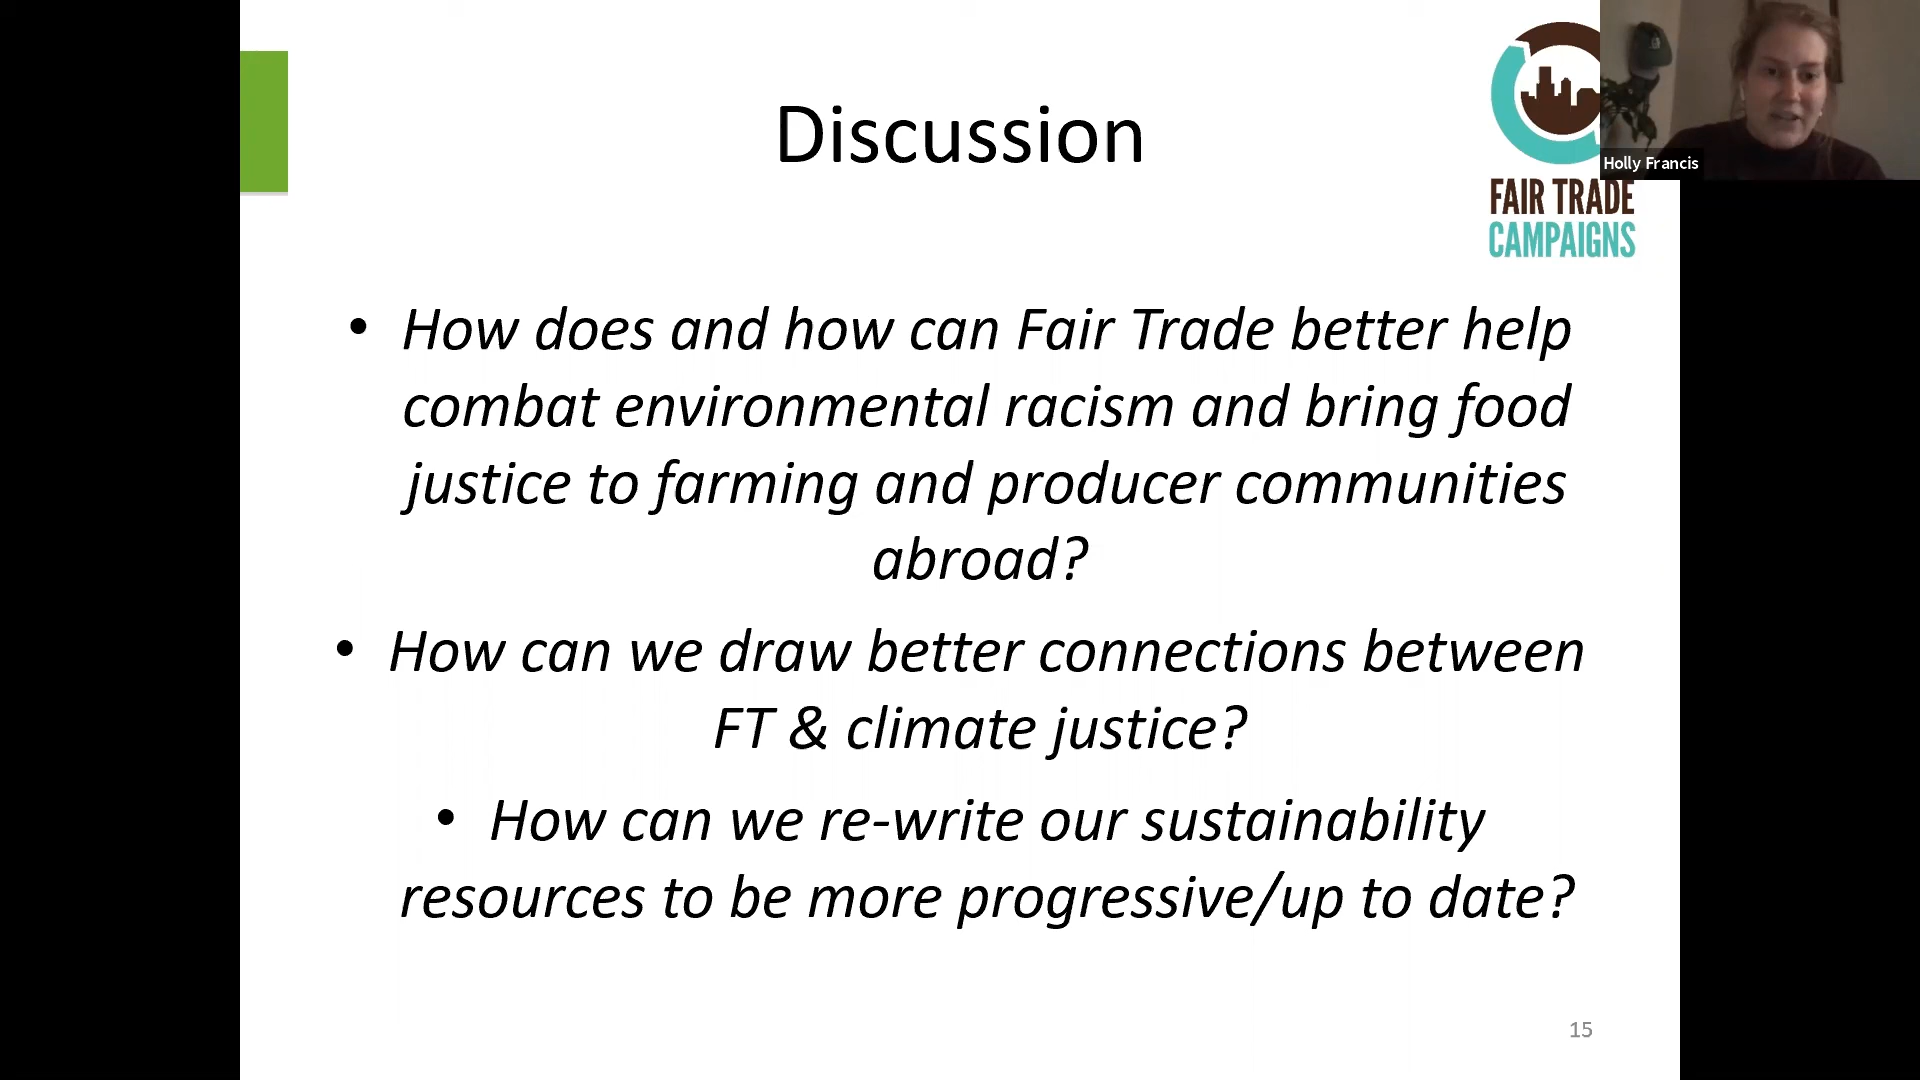 Discussion
Holly Francis
FAIR TRADE
CAMPAIGNS
• How does and how can Fair Trade better help
combat environmental racism and bring food
justice to farming and producer communities
abroad?
• How can we draw better connections between
FT & climate justice?
• How can we re-write our sustainability
resources to be more progressive/up to date?
15